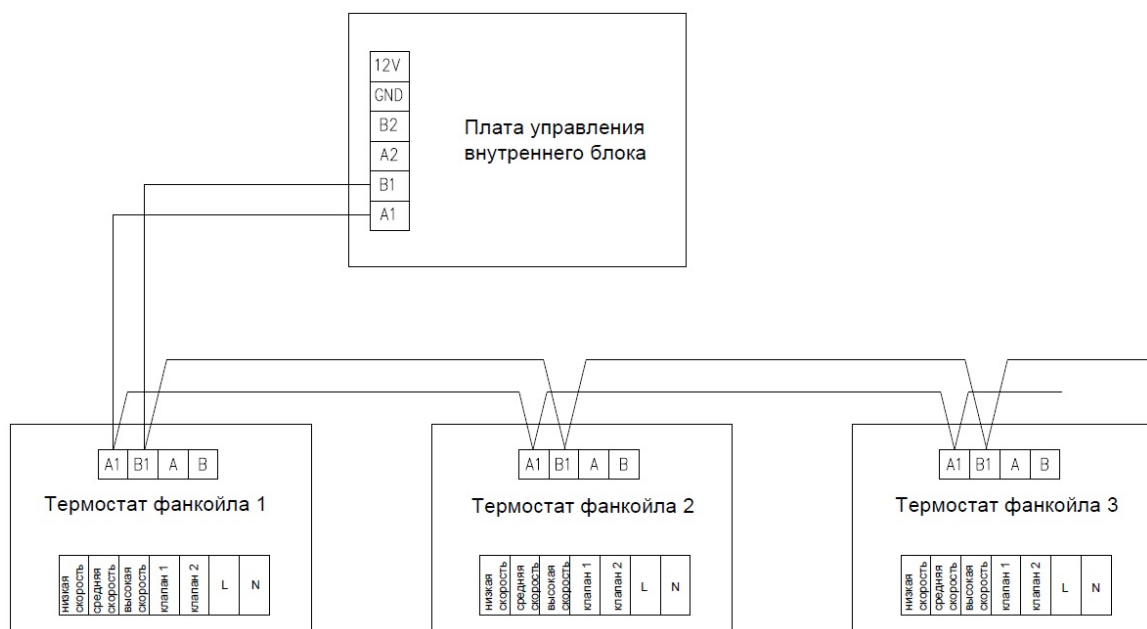 12V
GND
B2
A2
B1
A1
Плата управления
внутреннего блока
A1 B1 A B
Термостат фанкойла 1
низкая
скорость
средняя
скорость
высокая
скорость
клапан 1
клапан 2
L
N
A1 B1 A B
Термостат фанкойла 2
низкая
скорость
средняя
скорость
высокая
скорость
клапан 1
клапан 2
L
N
A1 B1 A B
Термостат фанкойла 3
низкая
скорость
средняя
скорость
высокая
скорость
клапан 1
клапан 2
L
N